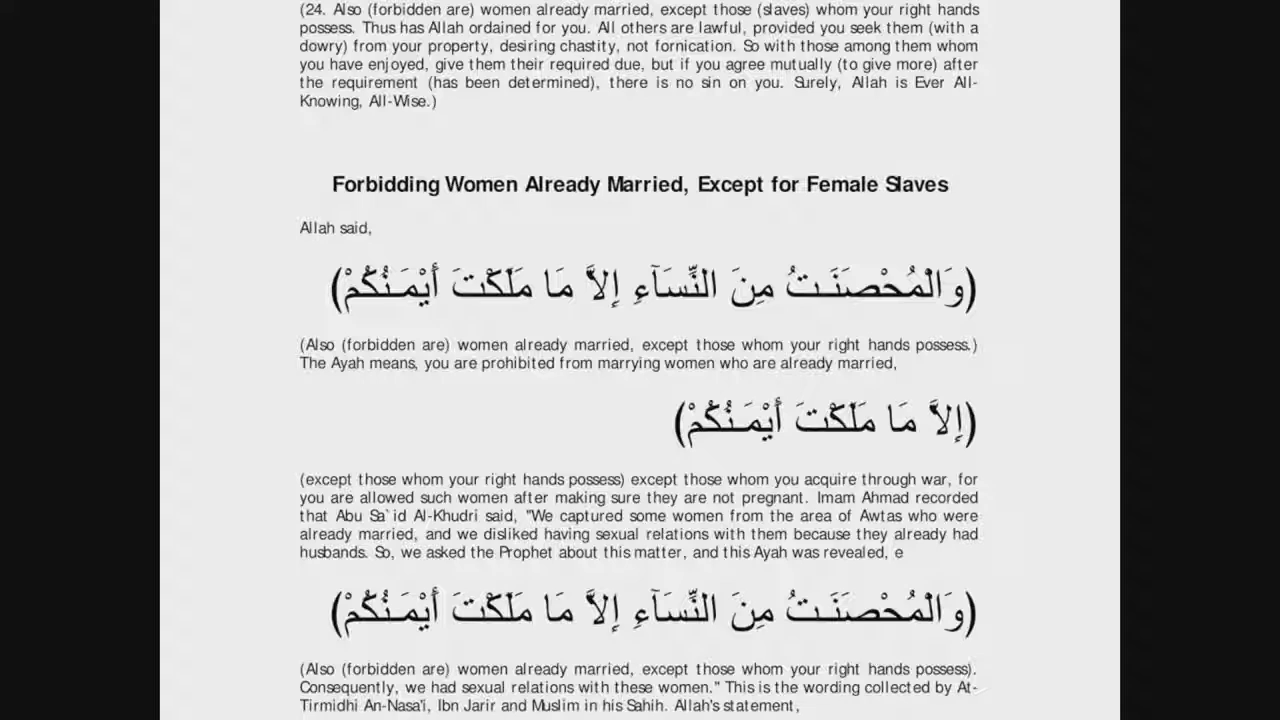 (24. Also (forbidden are) women already married, except those (slaves) whom your right hands
possess. Thus has Allah ordained for you. All others are lawful, provided you seek them (with a
dowry) from your property, desiring chastity, not fornication. So with those among them whom
you have enjoyed, give them their required due, but if you agree mutually (to give more) after
the requirement (has been determined), there is no sin on you. Surely, Allah is Ever All-
Knowing, All-Wise.)
Forbidding Women Already Married, Except for Female Slaves
Allah said,
(وَالْمُحْصَنَـتُ مِنَ النِّسَآءِ إِلاَّ مَا مَلَكْتَ أَيْمَـنُكُمْ)
(Also (forbidden are) women already married, except those whom your right hands possess.)
The Ayah means, you are prohibited from marrying women who are already married,
(إِلاَّ مَا مَلَكْتَ أَيْمَـنُكُمْ)
(except those whom your right hands possess) except those whom you acquire through war, for
you are allowed such women after making sure they are not pregnant. Imam Ahmad recorded
that Abu Sa`id Al-Khudri said, "We captured some women from the area of Awtas who were
already married, and we disliked having sexual relations with them because they already had
husbands. So, we asked the Prophet about this matter, and this Ayah was revealed, e
(وَالْمُحْصَنَـتُ مِنَ النِّسَآءِ إِلاَّ مَا مَلَكْتَ أَيْمَـنُكُمْ)
(Also (forbidden are) women already married, except those whom your right hands possess).
Consequently, we had sexual relations with these women." This is the wording collected by At-
Tirmidhi An-Nasa'i, Ibn Jarir and Muslim in his Sahih. Allah's statement,